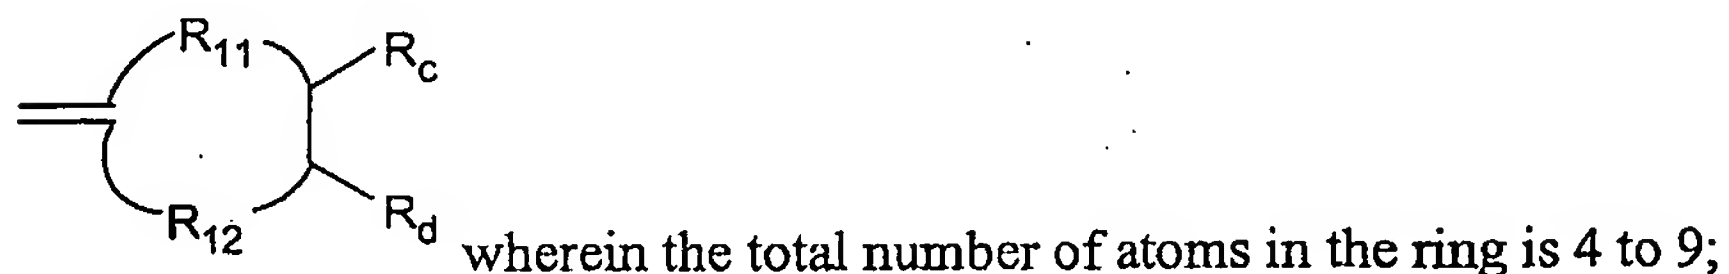 R11
Rc
R12
Rd
wherein the total number of atoms in the ring is 4 to 9;